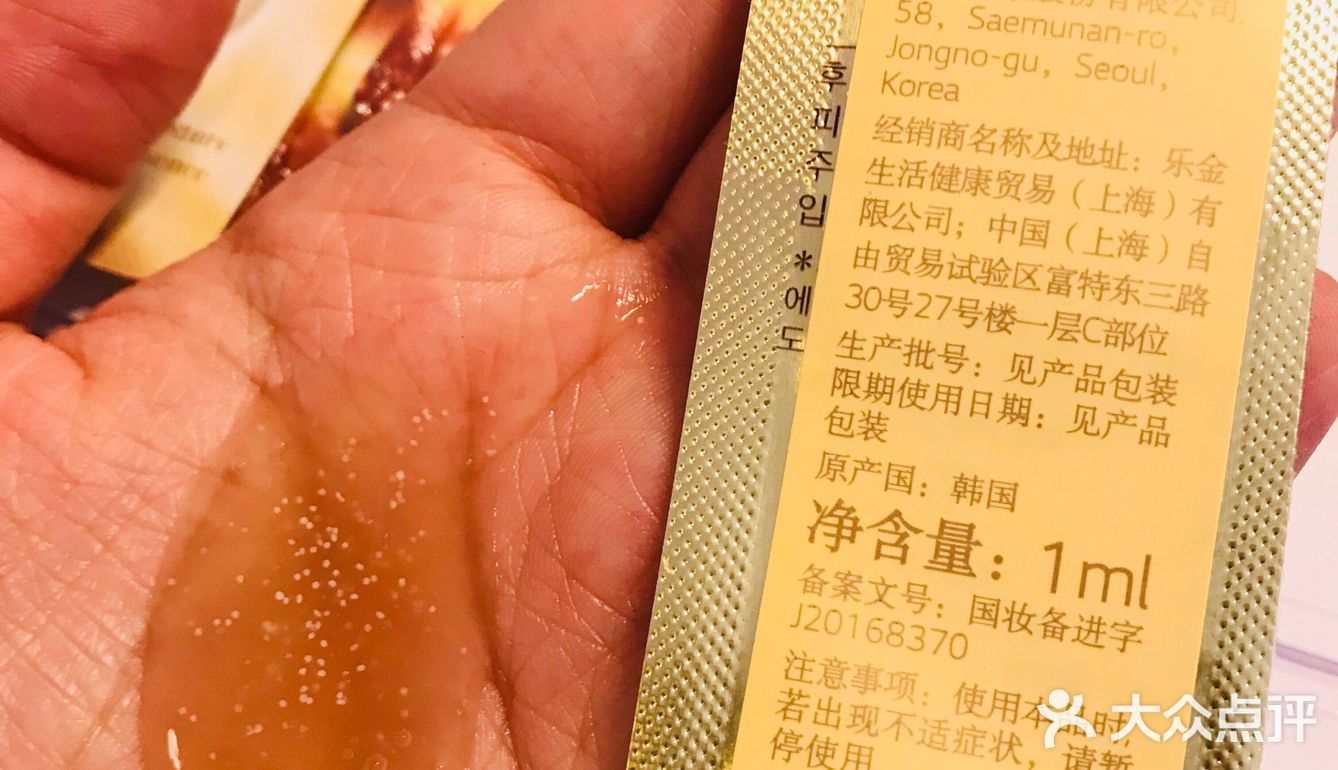 份有限公司.
58, Saemunan-ro,
Jongno-gu, Seoul,
Korea
经销商名称及地址：乐金
生活健康贸易（上海）有
限公司；中国（上海）自
由贸易试验区富特东三路
30号27号楼一层C部位
生产批号：见产品包装
限期使用日期：见产品
包装
原产国：韩国
净含量：1ml
备案文号：国妆备进字
J20168370
注意事项：使用本品时，
若出现不适症状，请暂
停使用
후
피
주
입
*
에
도
大众点评